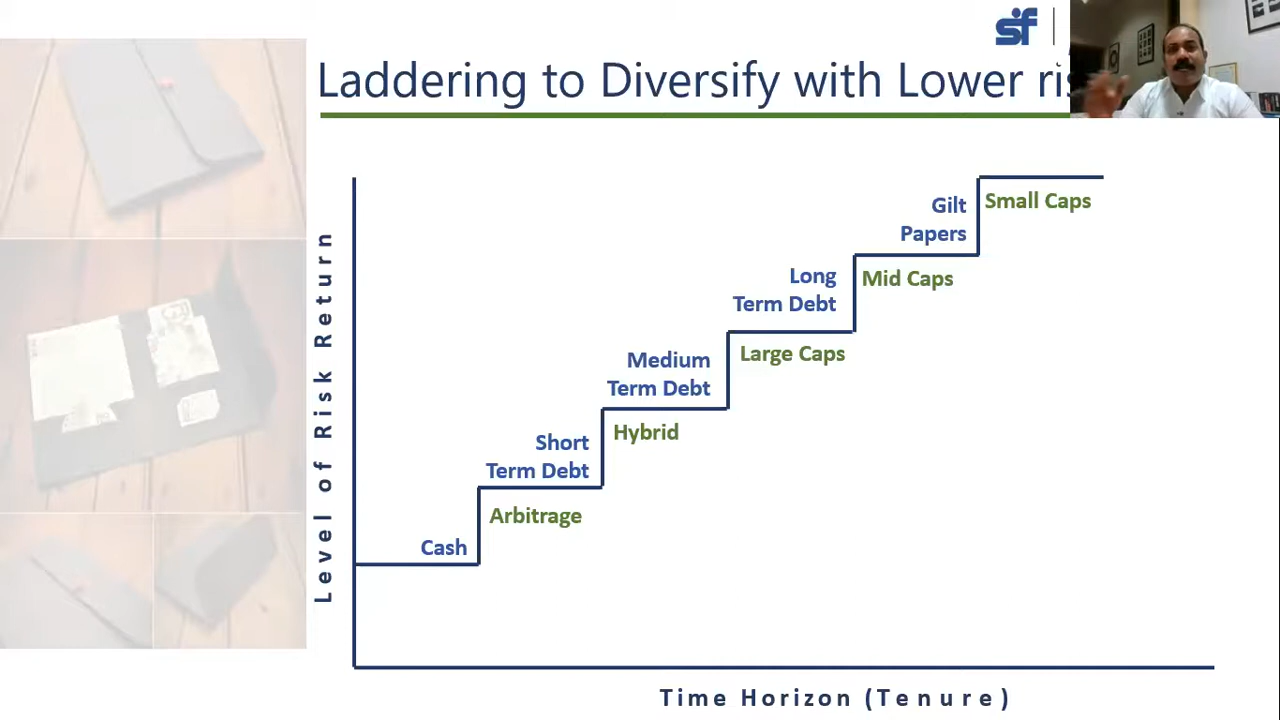 sf
Laddering to Diversify with Lower
Level of Risk Return
Gilt
Papers
Small Caps
Long
Term Debt
Mid Caps
Medium
Term Debt
Large Caps
Short
Term Debt
Hybrid
Cash
Arbitrage
Time Horizon (Tenure)